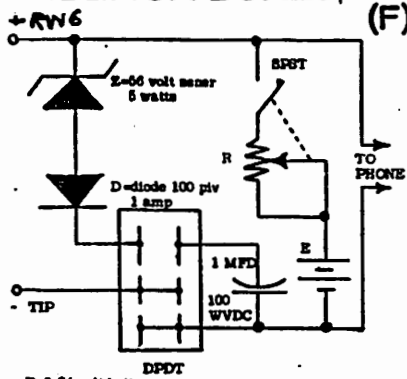 (F)
+ RW6
SPST
Z=56 volt zener
5 watts
R
TO
PHONE
D=diode 100 piv
1 amp
E
1 MFD
100
WVDC
- TIP
DPDT